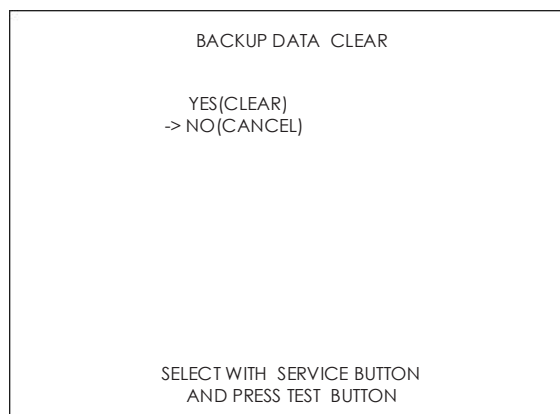 BACKUP DATA CLEAR
YES(CLEAR)
-> NO(CANCEL)
SELECT WITH SERVICE BUTTON
AND PRESS TEST BUTTON